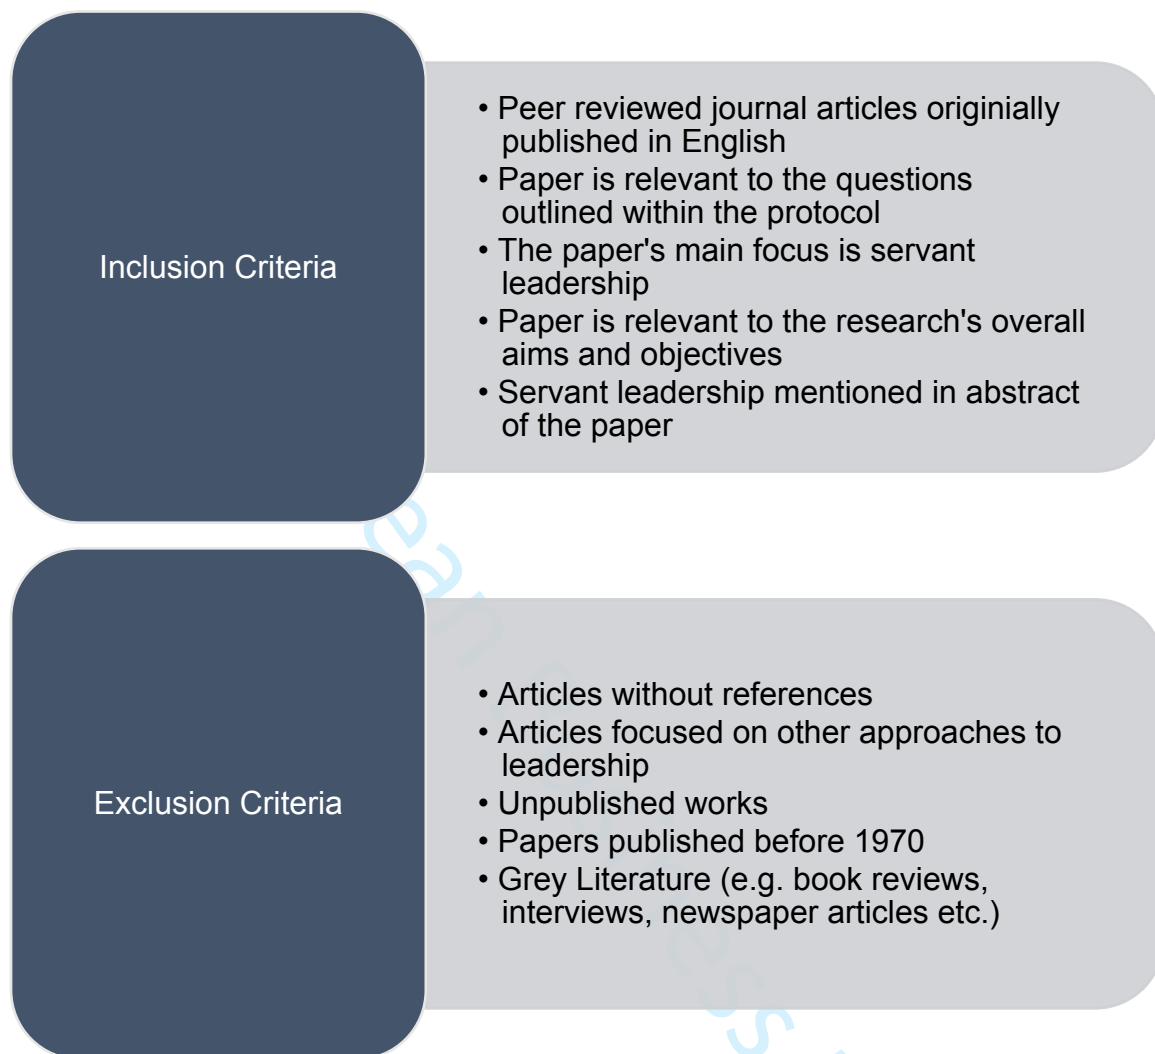 Inclusion Criteria
• Peer reviewed journal articles originially
published in English
• Paper is relevant to the questions
outlined within the protocol
• The paper's main focus is servant
leadership
• Paper is relevant to the research's overall
aims and objectives
• Servant leadership mentioned in abstract
of the paper
Exclusion Criteria
• Articles without references
• Articles focused on other approaches to
leadership
• Unpublished works
• Papers published before 1970
• Grey Literature (e.g. book reviews,
interviews, newspaper articles etc.)